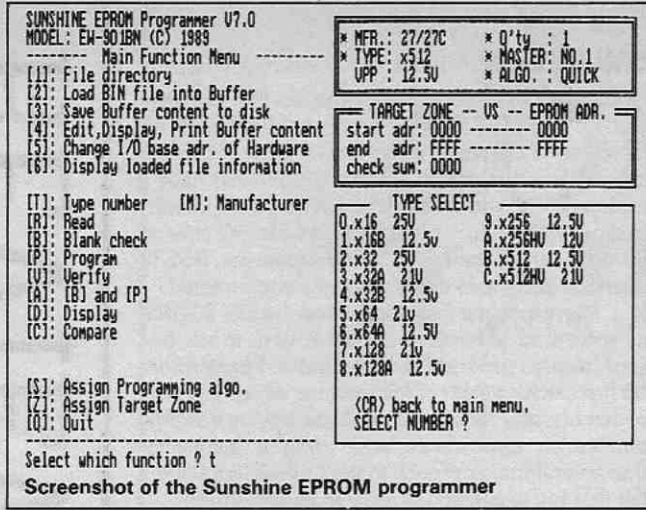 SUNSHINE EPROM Programmer V7.0
MODEL: EW-901BN (C) 1989
-------- Main Function Menu ---------
[1]: File directory
[2]: Load BIN file into Buffer
[3]: Save Buffer content to disk
[4]: Edit,Display, Print Buffer content
[5]: Change I/O base adr. of Hardware
[6]: Display loaded file information
[T]: Type number [M]: Manufacturer
[R]: Read
[B]: Blank check
[P]: Program
[V]: Verify
[A]: [B] and [P]
[D]: Display
[C]: Compare
[S]: Assign Programming algo.
[Z]: Assign Target Zone
[Q]: Quit
Select which function ? t
* MFR.: 27/27C * Q'ty : 1
* TYPE: x512 * MASTER: NO.1
VPP : 12.5V * ALGO. : QUICK
TARGET ZONE -- VS -- EPROM ADR.
start adr: 0000 -------- 0000
end adr: FFFF -------- FFFF
check sum: 0000
TYPE SELECT
0.x16 25V 9.x256 12.5V
1.x16B 12.5v A.x256HV 12V
2.x32 25V B.x512 12.5V
3.x32A 21V C.x512HV 21V
4.x32B 12.5v
5.x64 21v
6.x64A 12.5V
7.x128 21v
8.x128A 12.5v
(CR) back to main menu.
SELECT NUMBER ?
Screenshot of the Sunshine EPROM programmer